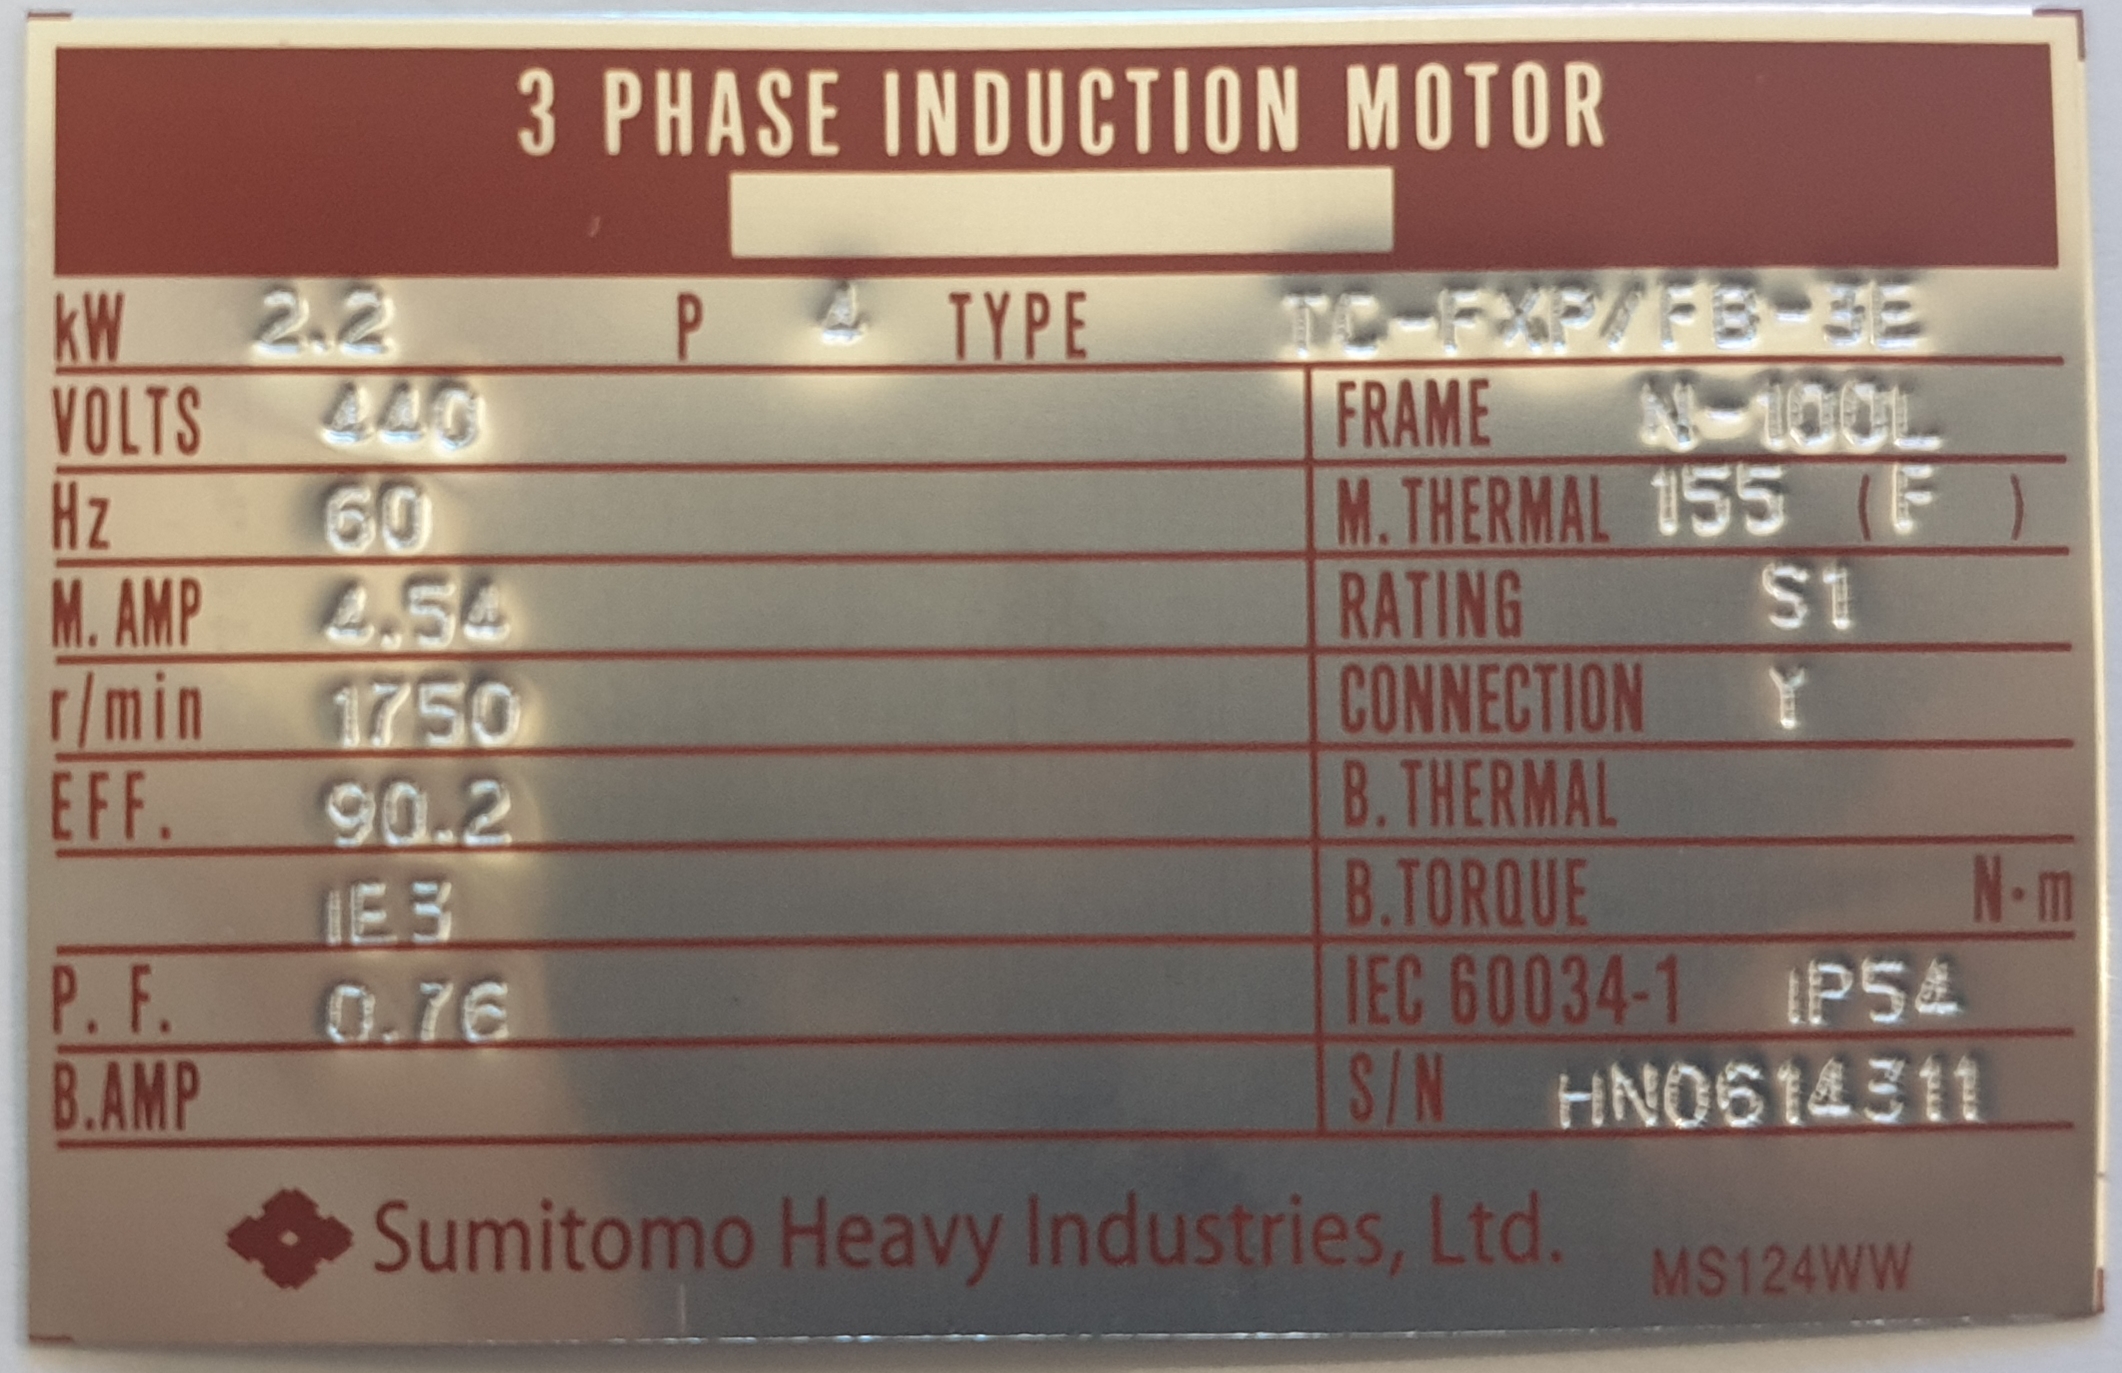 3 PHASE INDUCTION MOTOR
kW 2.2 P 4 TYPE TC-FXP/FB-3E
VOLTS 440 FRAME N-100L
Hz 60 M. THERMAL 155 (F )
M. AMP 4.54 RATING S1
r/min 1750 CONNECTION Y
EFF. 90.2 B. THERMAL
IE3 B.TORQUE N·m
P. F. 0.76 IEC 60034-1 IP54
B.AMP S/N HN0614311
Sumitomo Heavy Industries, Ltd. MS124WW